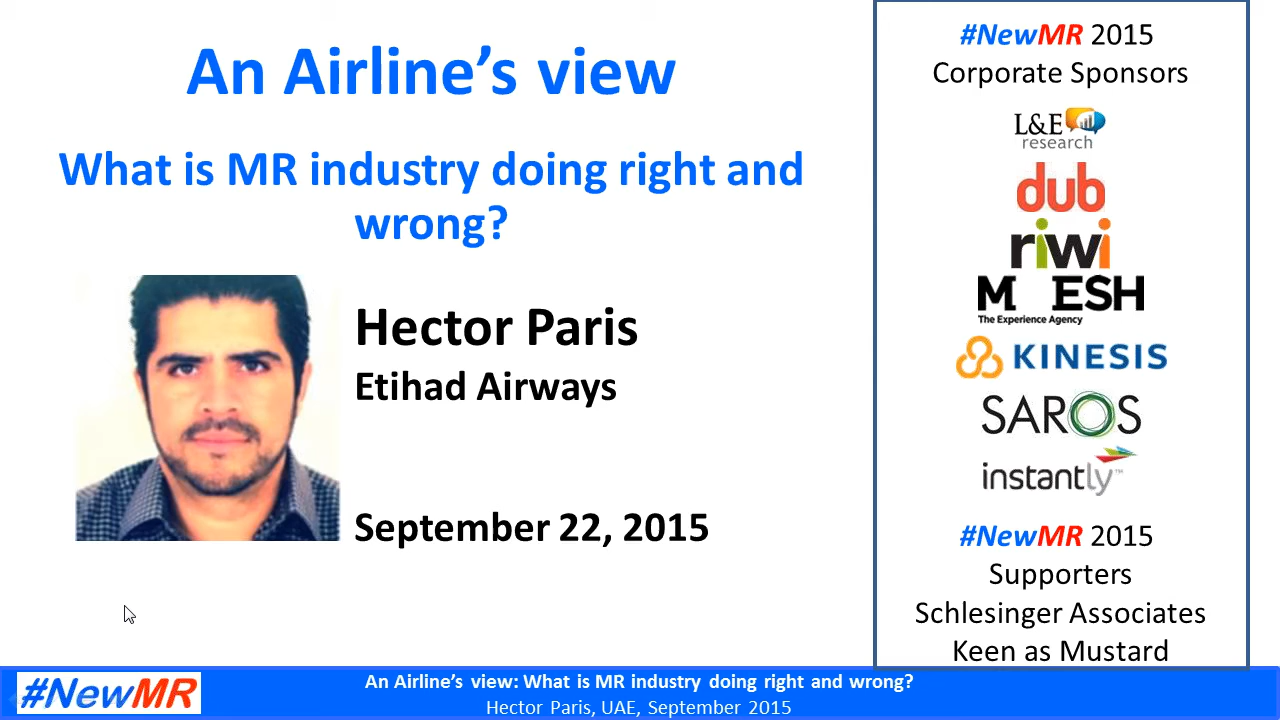 An Airline’s view
What is MR industry doing right and
wrong?
Hector Paris
Etihad Airways
September 22, 2015
#NewMR 2015
Corporate Sponsors
L&E
research
dub
riwi
M ESH
The Experience Agency
KINESIS
SAROS
instantly™
#NewMR 2015
Supporters
Schlesinger Associates
Keen as Mustard
#NewMR
An Airline’s view: What is MR industry doing right and wrong?
Hector Paris, UAE, September 2015